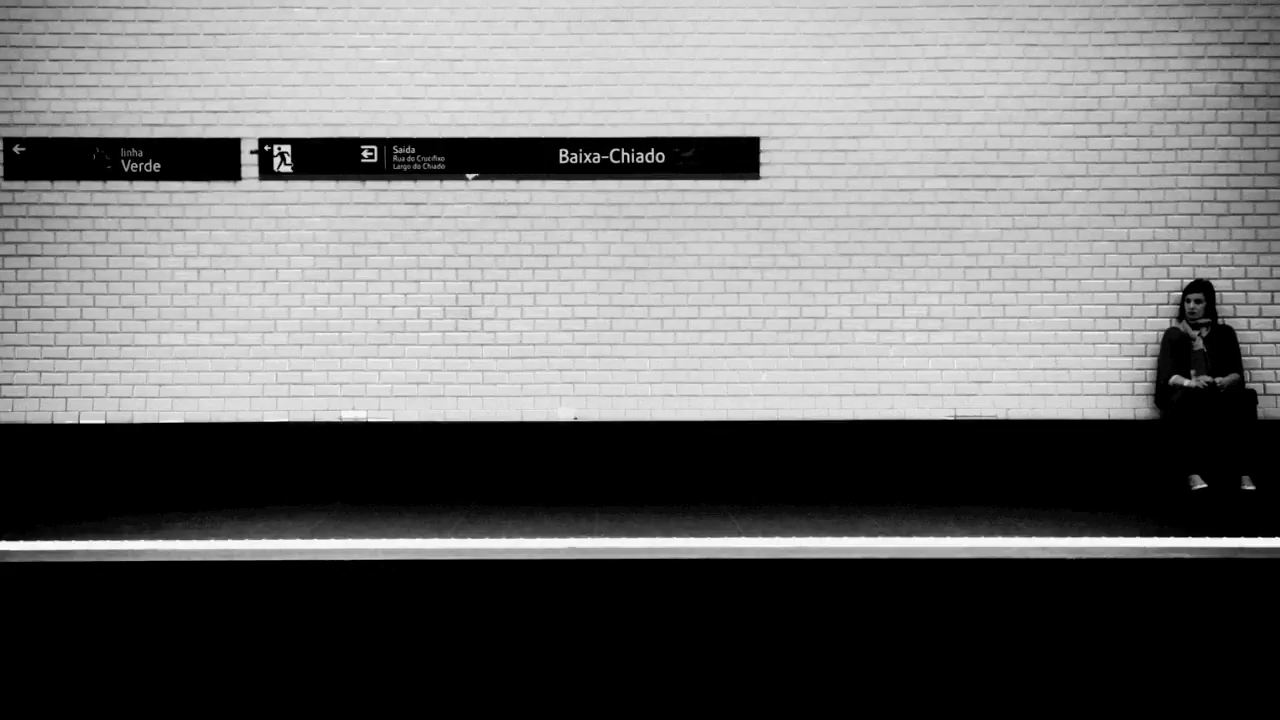 linha
Verde
Saída
Rua do Crucifixo
Largo do Chiado
Baixa-Chiado